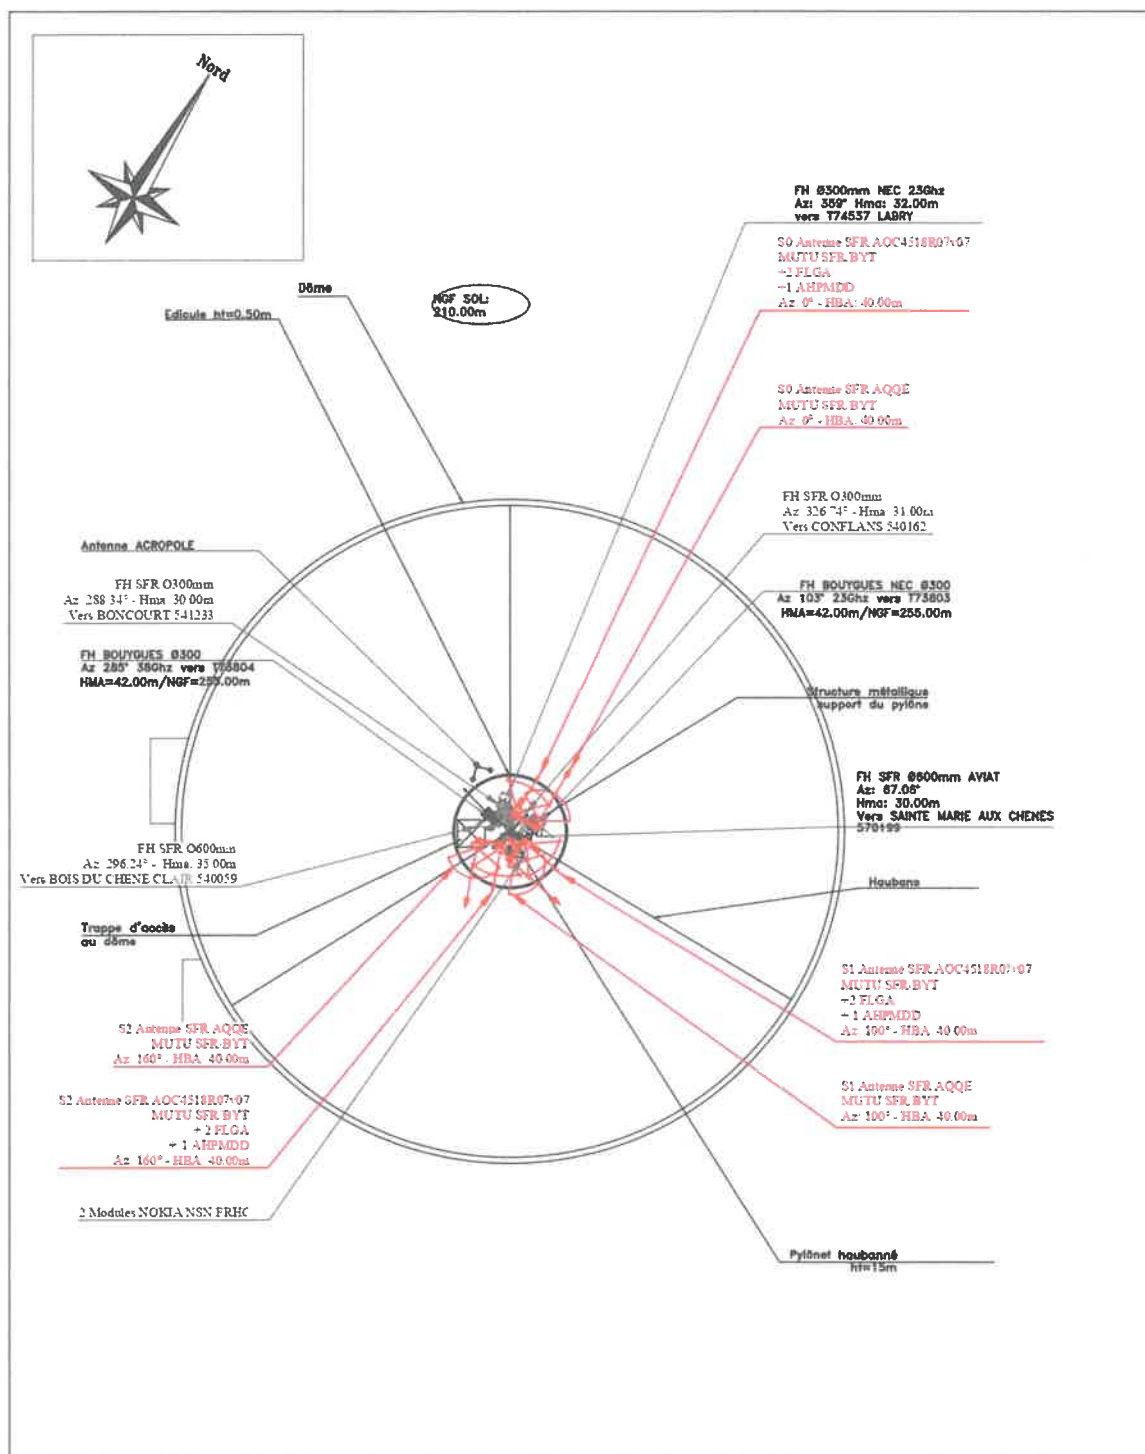 Nord
FH Ø300mm NEC 23Ghz
Az: 359° Hma: 32.00m
vers T74537 LABRY
S0 Antenne SFR AOC4518R07v07
MUTU SFR BYT
+2 FLGA
+1 AHPMDD
Az 0° - HBA: 40.00m
Dôme
NGF SOL:
210.00m
Edicule ht=0.50m
S0 Antenne SFR AQQE
MUTU SFR BYT
Az 0° - HBA: 40.00m
FH SFR O300mm
Az 326.74° - Hma 31.00m
Vers CONFLANS 540162
Antenne ACROPOLE
FH SFR O300mm
Az 288.34° - Hma 30.00m
Vers BONCOURT 541233
FH BOUYGUES NEC Ø300
Az 103° 23Ghz vers T73803
HMA=42.00m/NGF=255.00m
FH BOUYGUES Ø300
Az 285° 38Ghz vers T73804
HMA=42.00m/NGF=255.00m
Structure métallique
support du pylône
FH SFR Ø600mm AVIAT
Az: 67.08°
Hma: 30.00m
Vers SAINTE MARIE AUX CHENES
570199
FH SFR O600mm
Az 296.24° - Hma: 35.00m
Vers BOIS DU CHENE CLAIR 540059
Haubans
Trappe d'accès
au dôme
S1 Antenne SFR AOC4518R07v07
MUTU SFR BYT
+2 FLGA
+ 1 AHPMDD
Az 100° - HBA 40.00m
S2 Antenne SFR AQQE
MUTU SFR BYT
Az 160° - HBA 40.00m
S1 Antenne SFR AQQE
MUTU SFR BYT
Az 100° - HBA 40.00m
S2 Antenne SFR AOC4518R07v07
MUTU SFR BYT
+ 2 FLGA
+ 1 AHPMDD
Az 160° - HBA 40.00m
2 Modules NOKIA NSN FRHC
Pylônet haubanné
ht=15m